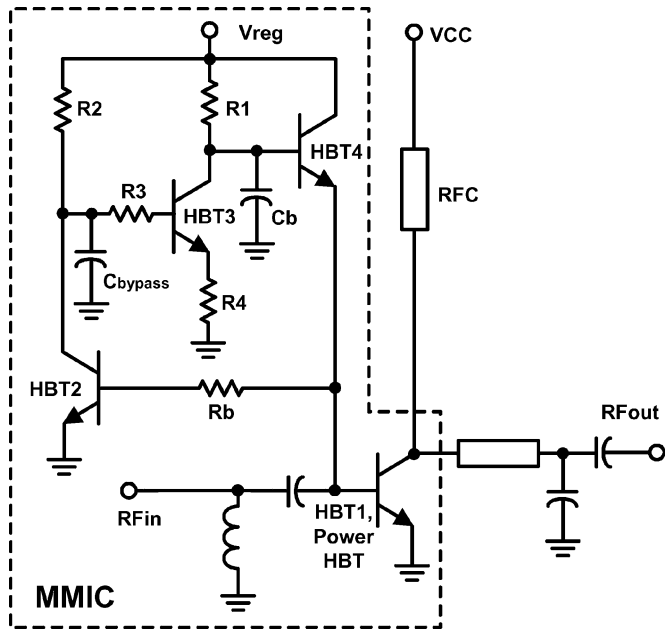 Vreg
VCC
R2
R1
HBT4
R3
HBT3
Cb
RFC
Cbypass
R4
HBT2
Rb
RFout
RFin
HBT1,
Power
HBT
MMIC